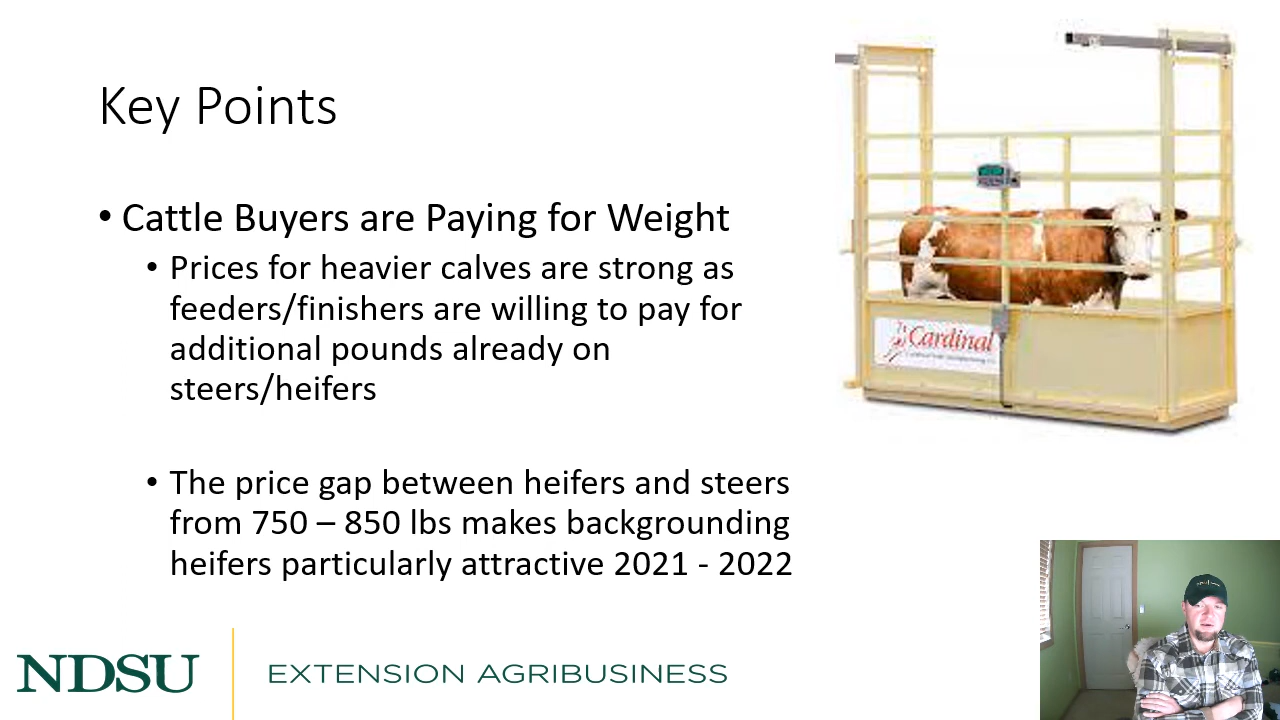 Key Points
• Cattle Buyers are Paying for Weight
• Prices for heavier calves are strong as
feeders/finishers are willing to pay for
additional pounds already on
steers/heifers
• The price gap between heifers and steers
from 750 – 850 lbs makes backgrounding
heifers particularly attractive 2021 - 2022
Cardinal
NDSU
EXTENSION AGRIBUSINESS